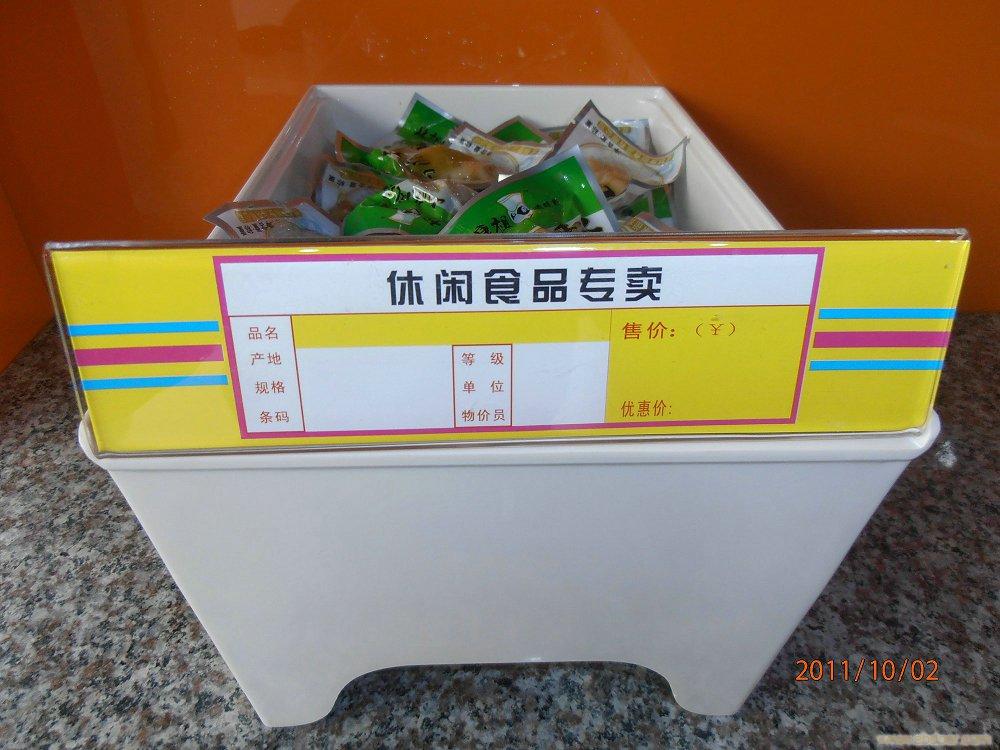 休闲食品专卖
品名
售价：（¥）
产地
等 级
规格
单 位
条码
物价员
优惠价:
2011/10/02